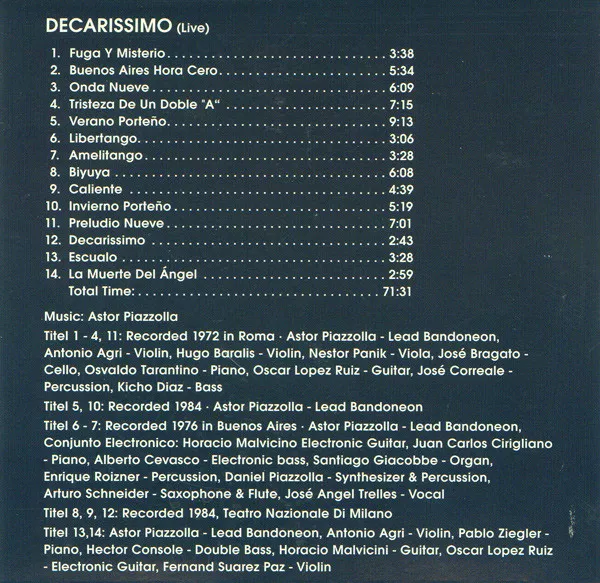 DECARISSIMO (Live)
1. Fuga Y Misterio........................3:38
2. Buenos Aires Hora Cero........................5:34
3. Onda Nueve........................6:09
4. Tristeza De Un Doble "A“........................7:15
5. Verano Porteño........................9:13
6. Libertango........................3:06
7. Amelitango........................3:28
8. Biyuya........................6:08
9. Caliente........................4:39
10. Invierno Porteño........................5:19
11. Preludio Nueve........................7:01
12. Decarissimo........................2:43
13. Escualo........................3:28
14. La Muerte Del Ángel........................2:59
Total Time:........................71:31
Music: Astor Piazzolla
Titel 1 - 4, 11: Recorded 1972 in Roma · Astor Piazzolla - Lead Bandoneon,
Antonio Agri - Violin, Hugo Baralis - Violin, Nestor Panik - Viola, José Bragato -
Cello, Osvaldo Tarantino - Piano, Oscar Lopez Ruiz - Guitar, José Correale -
Percussion, Kicho Diaz - Bass
Titel 5, 10: Recorded 1984 · Astor Piazzolla - Lead Bandoneon
Titel 6 - 7: Recorded 1976 in Buenos Aires · Astor Piazzolla - Lead Bandoneon,
Conjunto Electronico: Horacio Malvicino Electronic Guitar, Juan Carlos Cirigliano
- Piano, Alberto Cevasco - Electronic bass, Santiago Giacobbe - Organ,
Enrique Roizner - Percussion, Daniel Piazzolla - Synthesizer & Percussion,
Arturo Schneider - Saxophone & Flute, José Angel Trelles - Vocal
Titel 8, 9, 12: Recorded 1984, Teatro Nazionale Di Milano
Titel 13,14: Astor Piazzolla - Lead Bandoneon, Antonio Agri - Violin, Pablo Ziegler -
Piano, Hector Console - Double Bass, Horacio Malvicini - Guitar, Oscar Lopez Ruiz
- Electronic Guitar, Fernand Suarez Paz - Violin